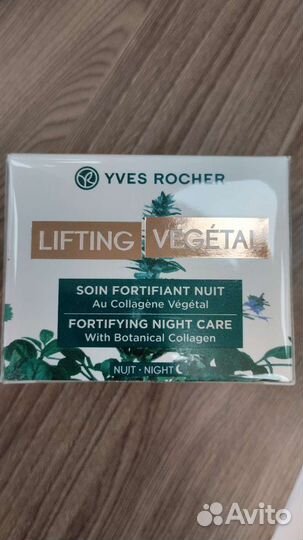 YVES ROCHER
LIFTING VÉGÉTAL
SOIN FORTIFIANT NUIT
Au Collagène Végétal
FORTIFYING NIGHT CARE
With Botanical Collagen
NUIT · NIGHT
Avito